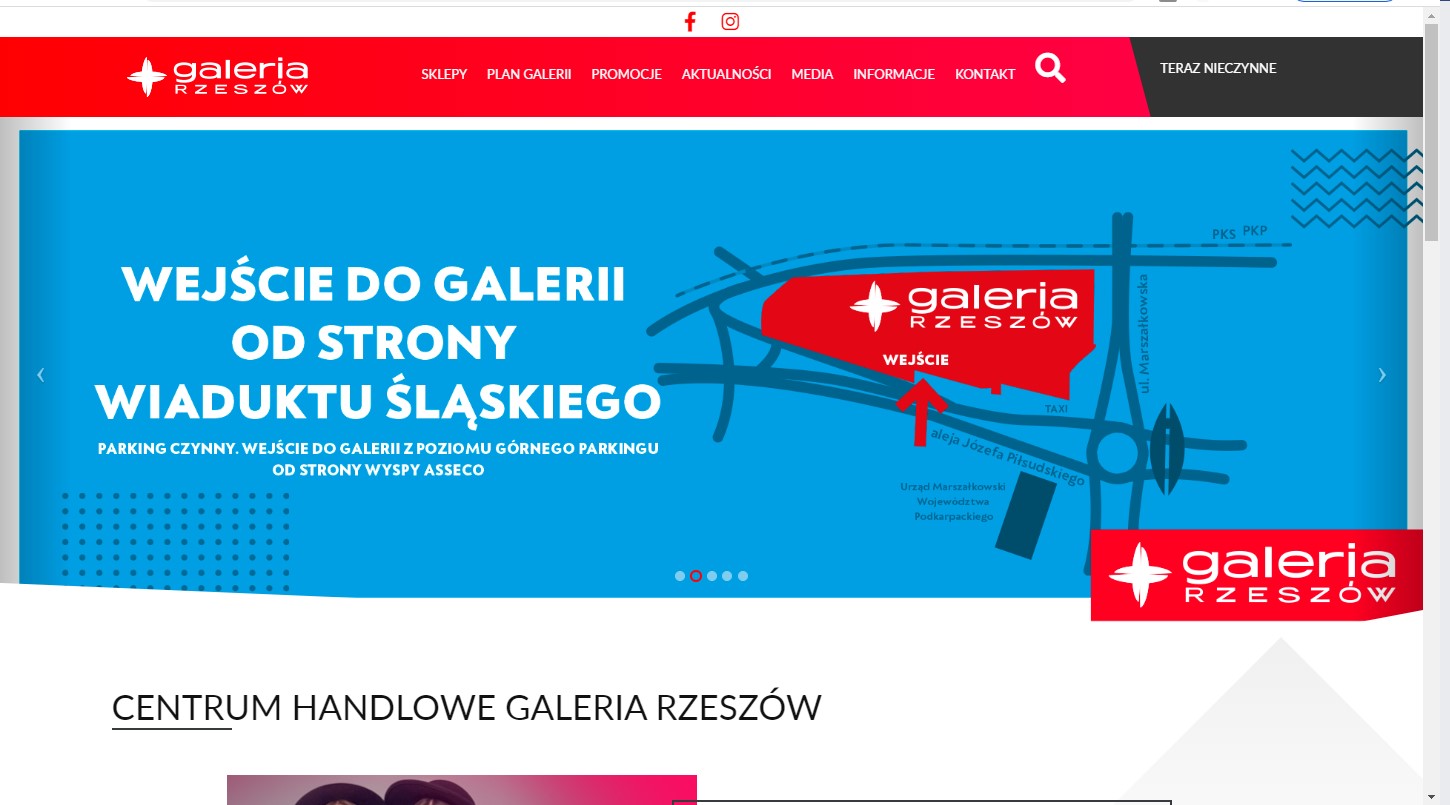 galeria
RZESZÓW
SKLEPY PLAN GALERII PROMOCJE AKTUALNOŚCI MEDIA INFORMACJE KONTAKT
TERAZ NIECZYNNE
WEJŚCIE DO GALERII
OD STRONY
WIADUKTU ŚLĄSKIEGO
PARKING CZYNNY. WEJŚCIE DO GALERII Z POZIOMU GÓRNEGO PARKINGU
OD STRONY WYSPY ASSECO
PKS PKP
galeria
RZESZÓW
WEJŚCIE
ul. Marszałkowska
TAXI
aleja Józefa Piłsudskiego
Urząd Marszałkowski
Województwa
Podkarpackiego
galeria
RZESZÓW
CENTRUM HANDLOWE GALERIA RZESZÓW